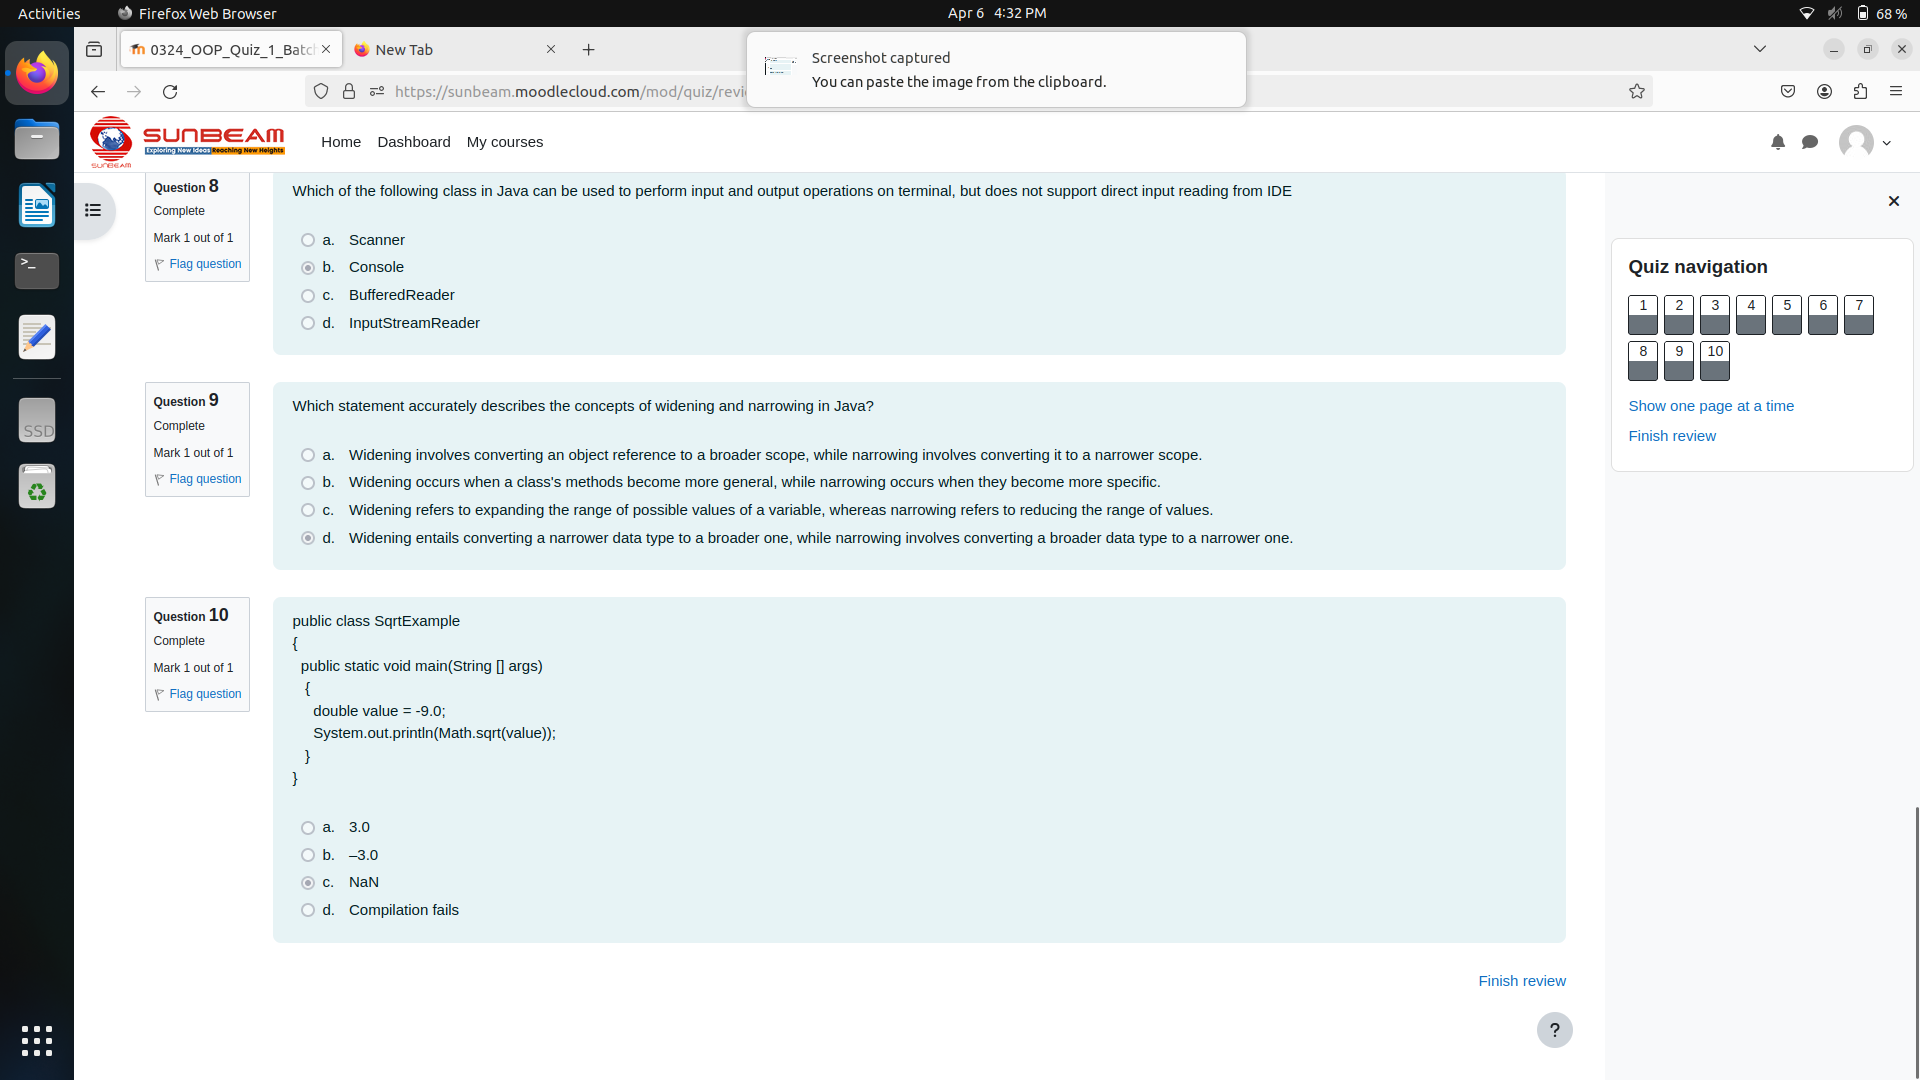 Activities
Firefox Web Browser
Apr 6 4:32 PM
68 %
0324_OOP_Quiz_1_Batch
New Tab
Screenshot captured
You can paste the image from the clipboard.
https://sunbeam.moodlecloud.com/mod/quiz/revi
SUNBEAM
Exploring New Ideas Reaching New Heights
SUNBEAM
Home
Dashboard
My courses
Question 8
Complete
Mark 1 out of 1
Flag question
Which of the following class in Java can be used to perform input and output operations on terminal, but does not support direct input reading from IDE
a. Scanner
b. Console
c. BufferedReader
d. InputStreamReader
Question 9
Complete
Mark 1 out of 1
Flag question
Which statement accurately describes the concepts of widening and narrowing in Java?
a. Widening involves converting an object reference to a broader scope, while narrowing involves converting it to a narrower scope.
b. Widening occurs when a class's methods become more general, while narrowing occurs when they become more specific.
c. Widening refers to expanding the range of possible values of a variable, whereas narrowing refers to reducing the range of values.
d. Widening entails converting a narrower data type to a broader one, while narrowing involves converting a broader data type to a narrower one.
Question 10
Complete
Mark 1 out of 1
Flag question
public class SqrtExample
{
public static void main(String [] args)
{
double value = -9.0;
System.out.println(Math.sqrt(value));
}
}
a. 3.0
b. –3.0
c. NaN
d. Compilation fails
Finish review
?
Quiz navigation
1 2 3 4 5 6 7
8 9 10
Show one page at a time
Finish review
SSD